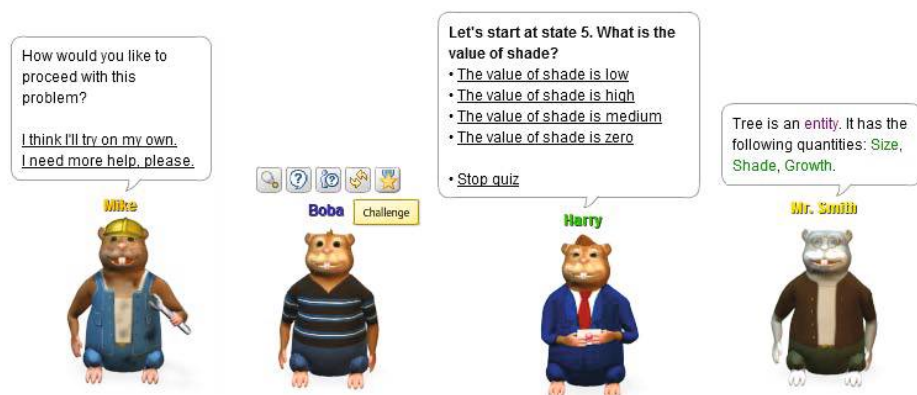 How would you like to
proceed with this
problem?
I think I'll try on my own.
I need more help, please.
Mike
Boba
Challenge
Let's start at state 5. What is the
value of shade?
• The value of shade is low
• The value of shade is high
• The value of shade is medium
• The value of shade is zero
• Stop quiz
Harry
Tree is an entity. It has the
following quantities: Size,
Shade, Growth.
Mr. Smith